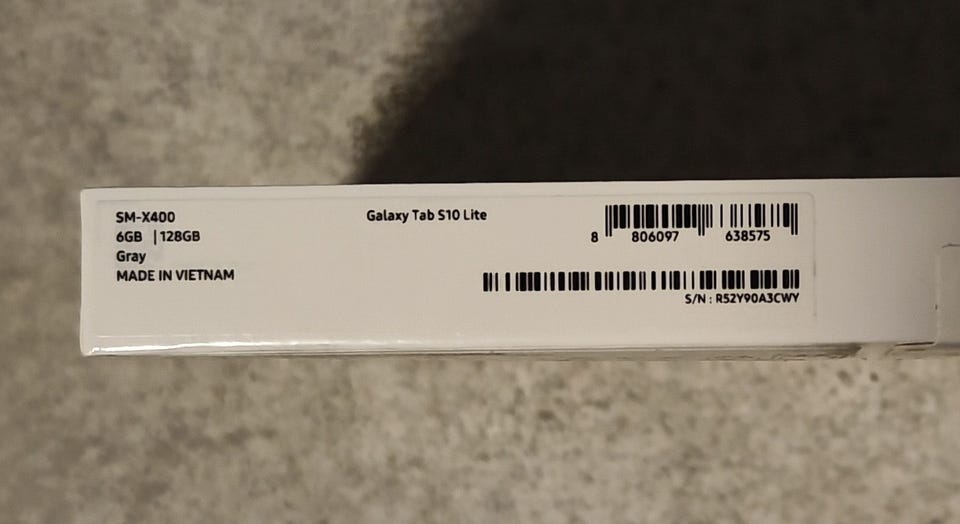 SM-X400
6GB | 128GB
Gray
MADE IN VIETNAM
Galaxy Tab S10 Lite
8 806097 638575
S/N : R52Y90A3CWY